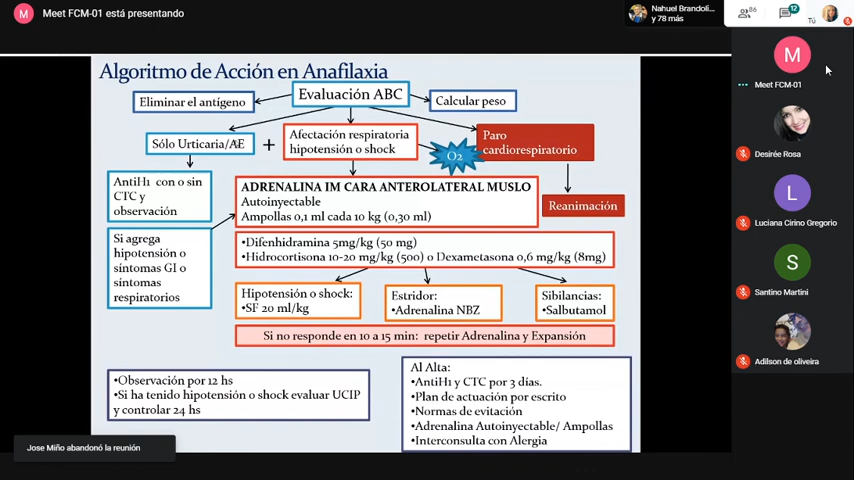 Meet FCM-01 está presentando
Nahuel Brandoli...
y 78 más
86
12
Tú
Algoritmo de Acción en Anafilaxia
Evaluación ABC
Eliminar el antígeno
Calcular peso
Sólo Urticaria/AE
+
Afectación respiratoria
hipotensión o shock
O2
Paro
cardiorespiratorio
AntiH1 con o sin
CTC y
observación
ADRENALINA IM CARA ANTEROLATERAL MUSLO
Autoinyectable
Ampollas 0,1 ml cada 10 kg (0,30 ml)
Reanimación
Si agrega
hipotensión o
síntomas GI o
síntomas
respiratorios
•Difenhidramina 5mg/kg (50 mg)
•Hidrocortisona 10-20 mg/kg (500) o Dexametasona 0,6 mg/kg (8mg)
Hipotensión o shock:
•SF 20 ml/kg
Estridor:
•Adrenalina NBZ
Sibilancias:
•Salbutamol
Si no responde en 10 a 15 min: repetir Adrenalina y Expansión
•Observación por 12 hs
•Si ha tenido hipotensión o shock evaluar UCIP
y controlar 24 hs
Al Alta:
•AntiH1 y CTC por 3 días.
•Plan de actuación por escrito
•Normas de evitación
•Adrenalina Autoinyectable/ Ampollas
•Interconsulta con Alergia
Jose Miño abandonó la reunión
M
M
Meet FCM-01
Desirée Rosa
L
Luciana Cirino Gregorio
S
Santino Martini
Adilson de oliveira